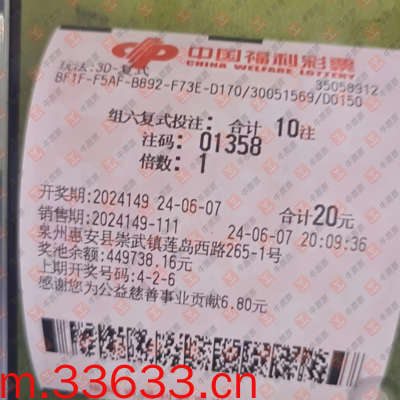 中国福利彩票
CHINA WELFARE LOTTERY
玩法:3D-复式
35058912
BF1F-F5AF-B892-F73E-D170/30051569/D0150
组六复式投注: 合计 10注
注码: 01358
倍数: 1
开奖期:2024149 24-06-07 合计20元
销售期:2024149-111 24-06-07 20:09:36
泉州惠安县崇武镇莲岛西路265-1号
奖池余额:449738.16元
上期开奖号码:4-2-6
感谢您为公益慈善事业贡献6.80元
m.33633.cn